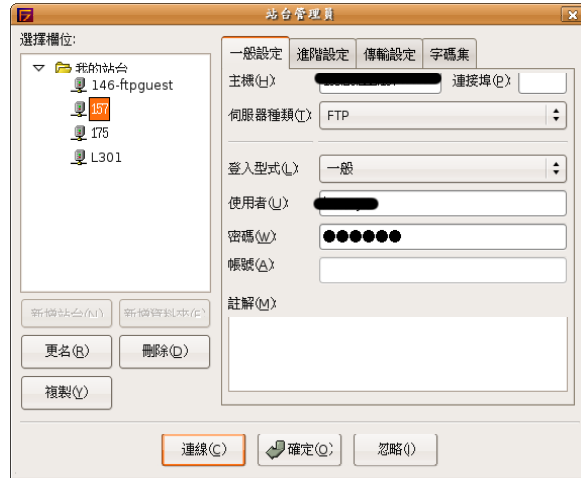 站台管理員
選擇欄位:
我的站台
146-ftpguest
157
175
L301
新增站台(N)
新增資料夾(F)
更名(R)
刪除(D)
複製(Y)
一般設定
進階設定
傳輸設定
字碼集
主機(H):
連接埠(P):
伺服器種類(T):
FTP
登入型式(L):
一般
使用者(U):
密碼(W):
帳號(A):
註解(M):
連線(C)
確定(O)
忽略(I)